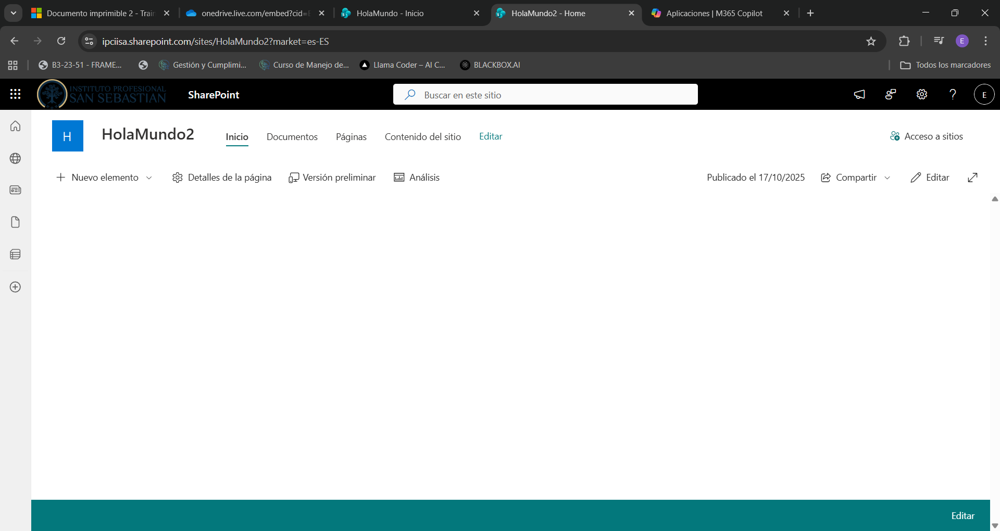 Documento imprimible 2 - Train
onedrive.live.com/embed?cid=
HolaMundo - Inicio
HolaMundo2 - Home
Aplicaciones | M365 Copilot
ipciisa.sharepoint.com/sites/HolaMundo2?market=es-ES
E
B3-23-51 - FRAME...
Gestión y Cumplimi...
Curso de Manejo de...
Llama Coder – AI C...
BLACKBOX.AI
Todos los marcadores
INSTITUTO PROFESIONAL
SAN SEBASTIAN
SharePoint
Buscar en este sitio
E
H
HolaMundo2
Inicio
Documentos
Páginas
Contenido del sitio
Editar
Acceso a sitios
Nuevo elemento
Detalles de la página
Versión preliminar
Análisis
Publicado el 17/10/2025
Compartir
Editar
Editar